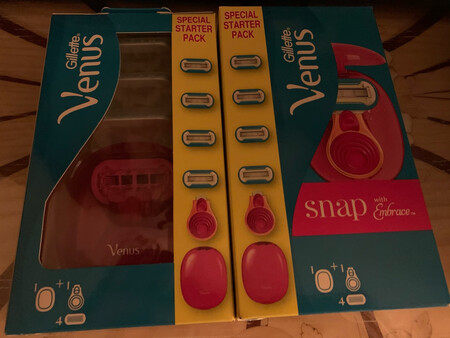 Gillette
Venus
SPECIAL
STARTER
PACK
Venus
1 + 1
4
SPECIAL
STARTER
PACK
Gillette
Venus
snap with
Embrace™
1 + 1
4